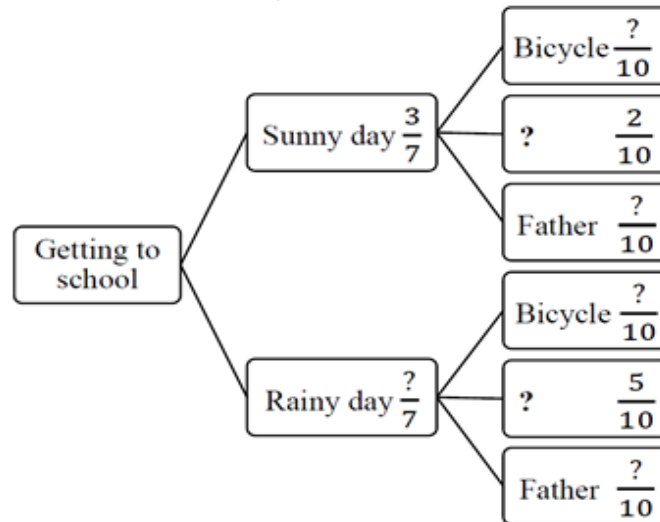 Bicycle ?/10
Sunny day 3/7
? 2/10
Father ?/10
Getting to
school
Bicycle ?/10
Rainy day ?/7
? 5/10
Father ?/10